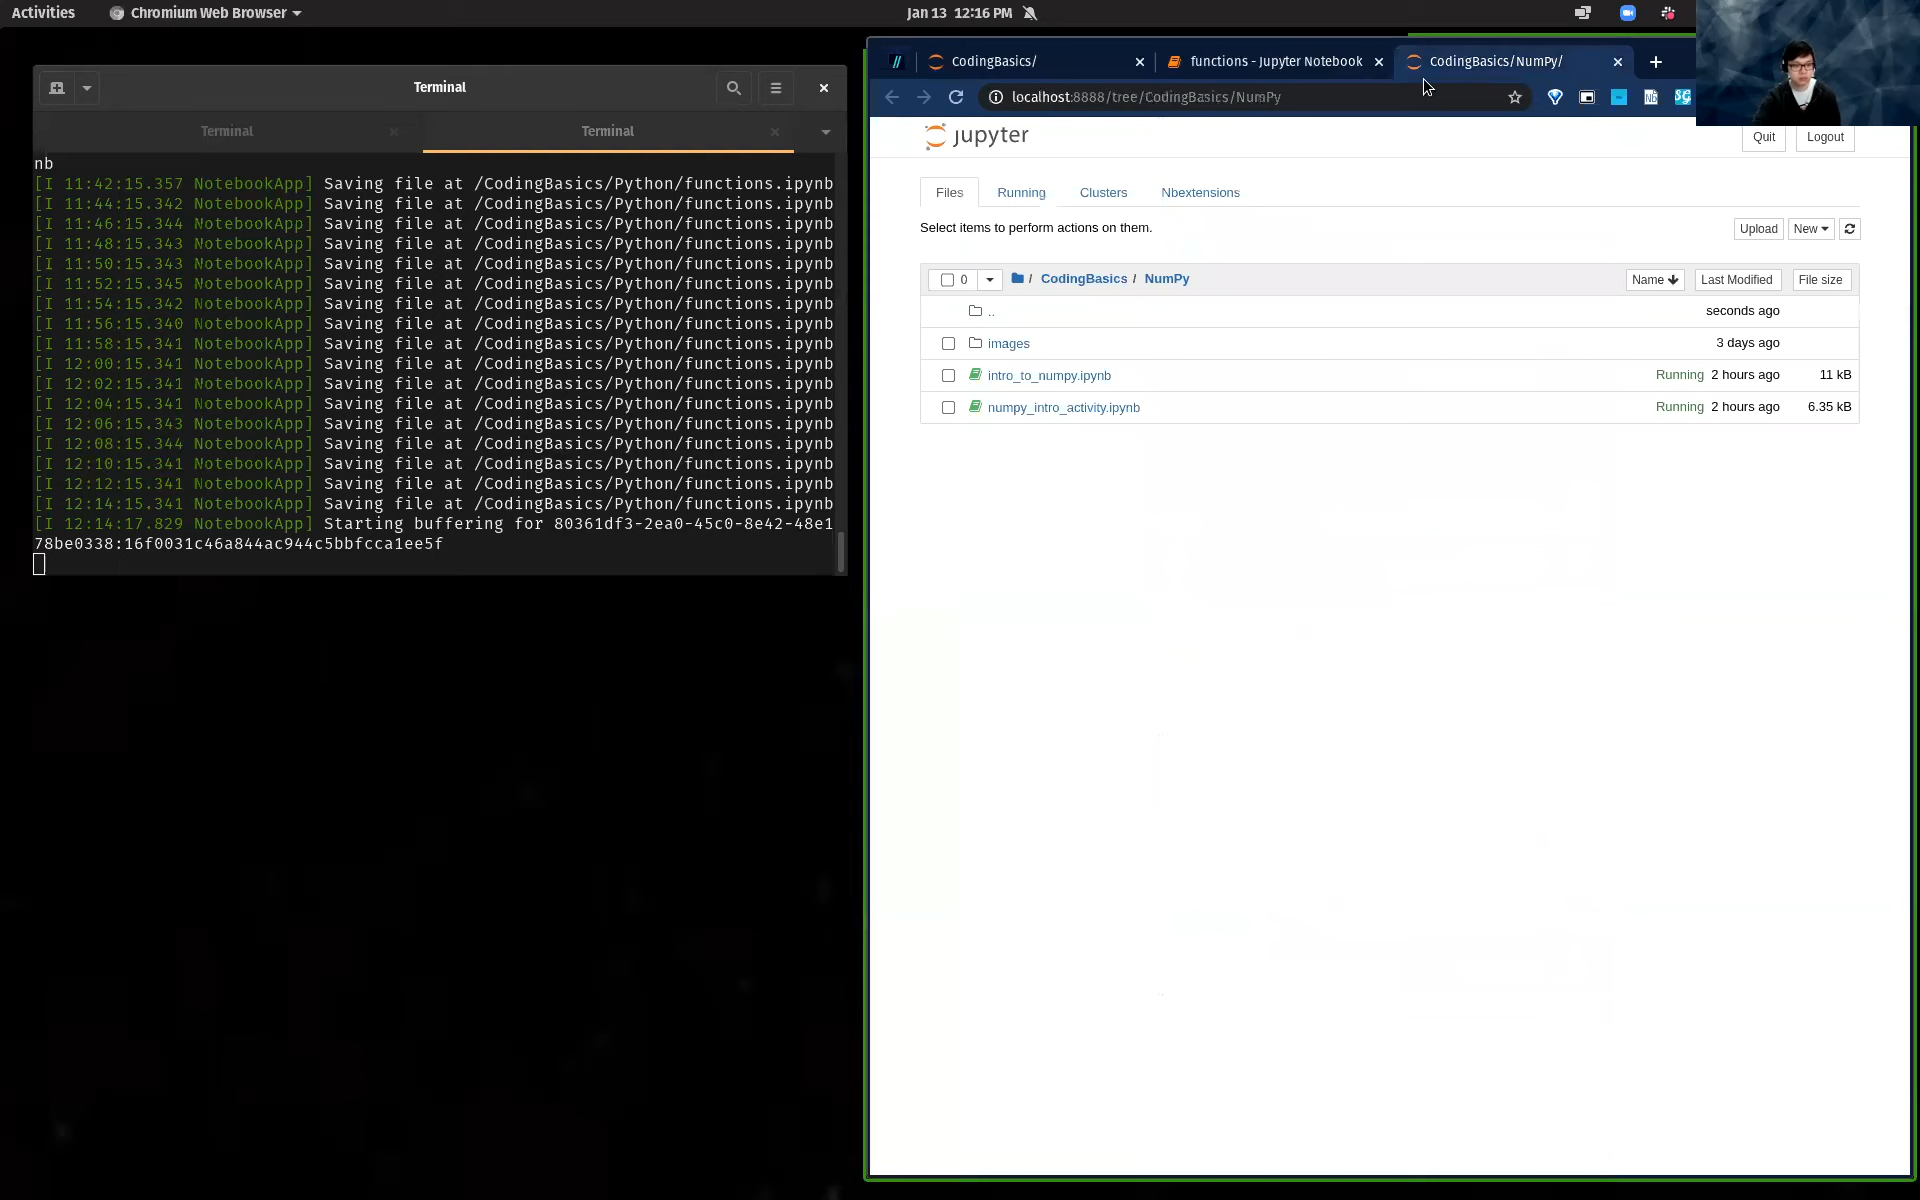 Activities
Chromium Web Browser
Jan 13 12:16 PM
Terminal
Terminal
Terminal
nb
[I 11:42:15.357 NotebookApp] Saving file at /CodingBasics/Python/functions.ipynb
[I 11:44:15.342 NotebookApp] Saving file at /CodingBasics/Python/functions.ipynb
[I 11:46:15.344 NotebookApp] Saving file at /CodingBasics/Python/functions.ipynb
[I 11:48:15.343 NotebookApp] Saving file at /CodingBasics/Python/functions.ipynb
[I 11:50:15.343 NotebookApp] Saving file at /CodingBasics/Python/functions.ipynb
[I 11:52:15.345 NotebookApp] Saving file at /CodingBasics/Python/functions.ipynb
[I 11:54:15.342 NotebookApp] Saving file at /CodingBasics/Python/functions.ipynb
[I 11:56:15.340 NotebookApp] Saving file at /CodingBasics/Python/functions.ipynb
[I 11:58:15.341 NotebookApp] Saving file at /CodingBasics/Python/functions.ipynb
[I 12:00:15.341 NotebookApp] Saving file at /CodingBasics/Python/functions.ipynb
[I 12:02:15.341 NotebookApp] Saving file at /CodingBasics/Python/functions.ipynb
[I 12:04:15.341 NotebookApp] Saving file at /CodingBasics/Python/functions.ipynb
[I 12:06:15.343 NotebookApp] Saving file at /CodingBasics/Python/functions.ipynb
[I 12:08:15.344 NotebookApp] Saving file at /CodingBasics/Python/functions.ipynb
[I 12:10:15.341 NotebookApp] Saving file at /CodingBasics/Python/functions.ipynb
[I 12:12:15.341 NotebookApp] Saving file at /CodingBasics/Python/functions.ipynb
[I 12:14:15.341 NotebookApp] Saving file at /CodingBasics/Python/functions.ipynb
[I 12:14:17.829 NotebookApp] Starting buffering for 80361df3-2ea0-45c0-8e42-48e1
78be0338:16f0031c46a844ac944c5bbfcca1ee5f
//
CodingBasics/
functions - Jupyter Notebook
CodingBasics/NumPy/
localhost:8888/tree/CodingBasics/NumPy
jupyter
Quit
Logout
Files
Running
Clusters
Nbextensions
Select items to perform actions on them.
Upload
New
0
/ CodingBasics / NumPy
Name
Last Modified
File size
..
seconds ago
images
3 days ago
intro_to_numpy.ipynb
Running 2 hours ago
11 kB
numpy_intro_activity.ipynb
Running 2 hours ago
6.35 kB